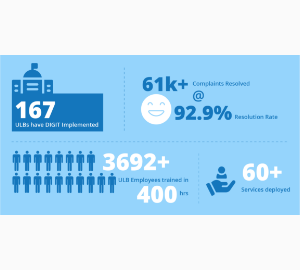 167
ULBs have DIGIT Implemented
61k+ Complaints Resolved
@
92.9% Resolution Rate
3692+
ULB Employees trained in
400 hrs
60+
Services deployed